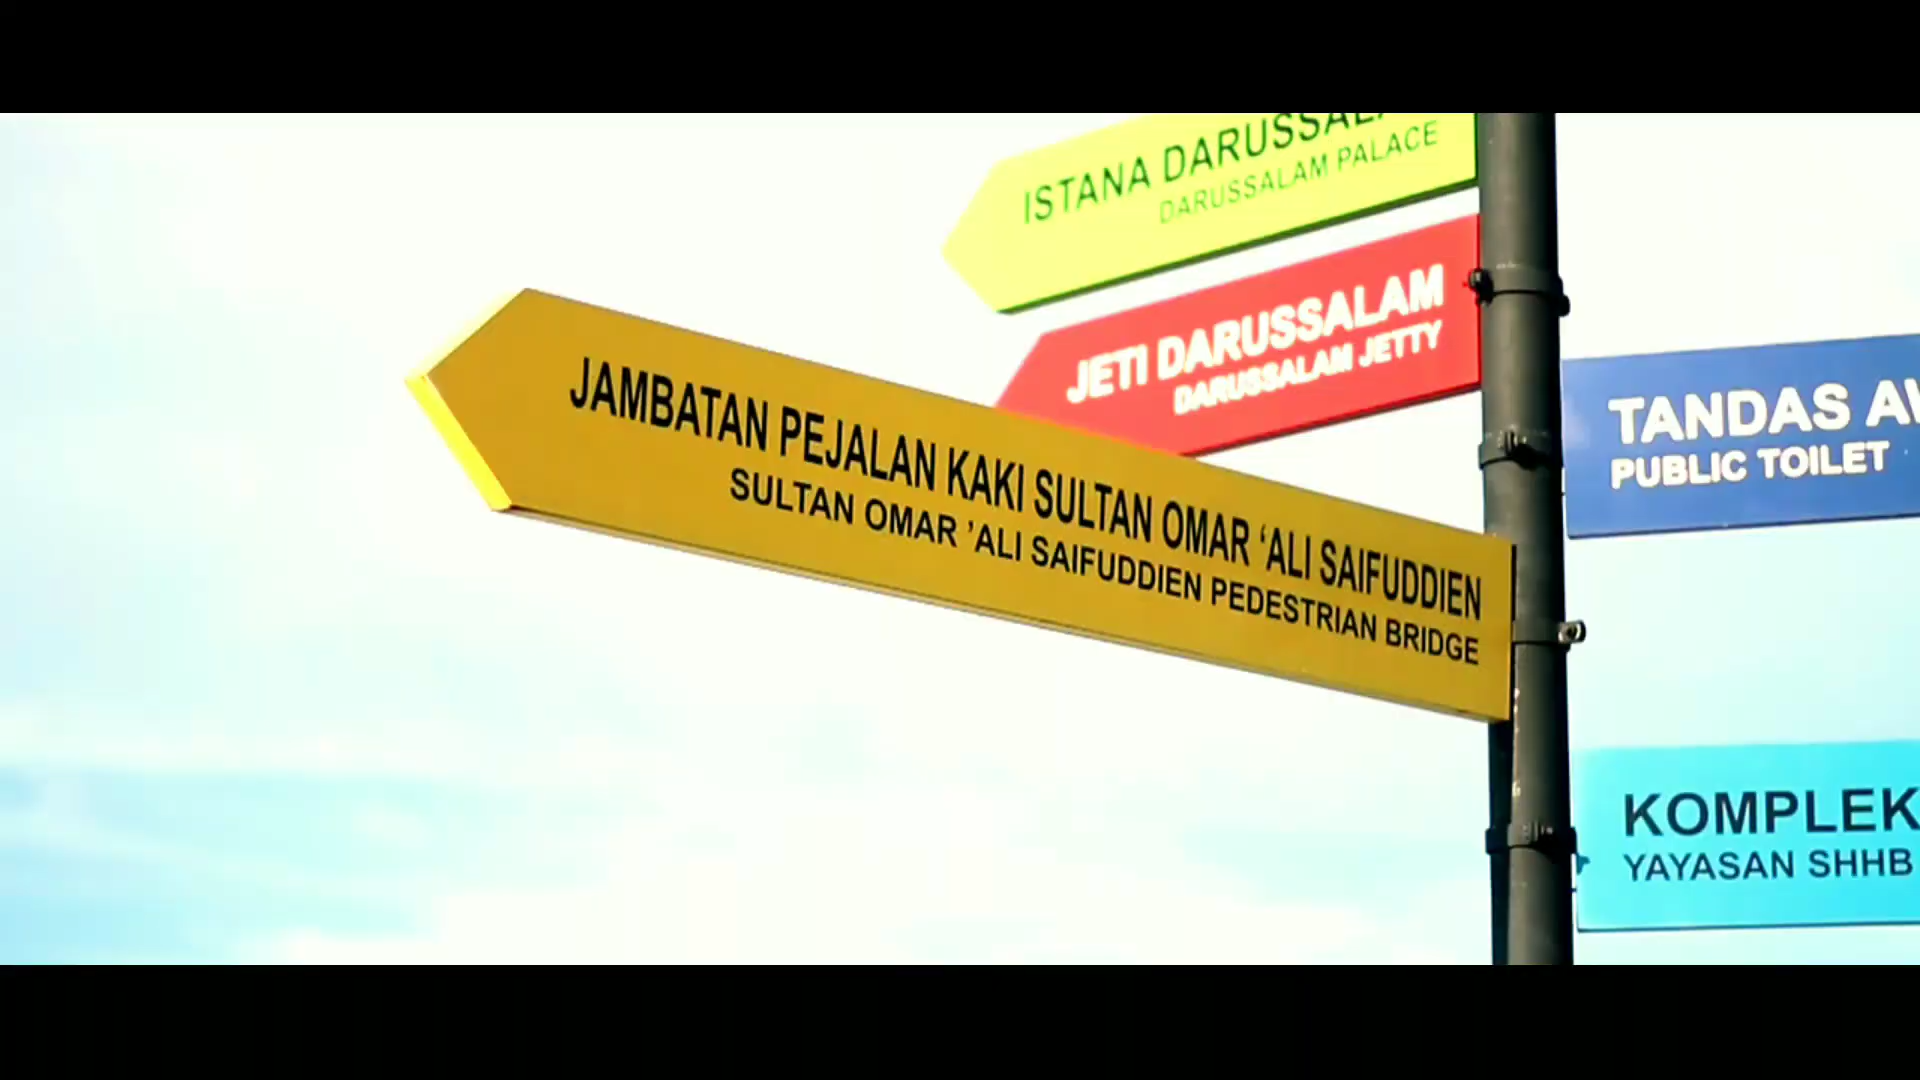 ISTANA
DARUSSALAM PALACE
JETI DARUSSALAM
DARUSSALAM JETTY
JAMBATAN PEJALAN KAKI SULTAN OMAR ‘ALI SAIFUDDIEN
SULTAN OMAR ’ALI SAIFUDDIEN PEDESTRIAN BRIDGE
TANDAS
PUBLIC TOILET
KOMPLEK
YAYASAN SHHB